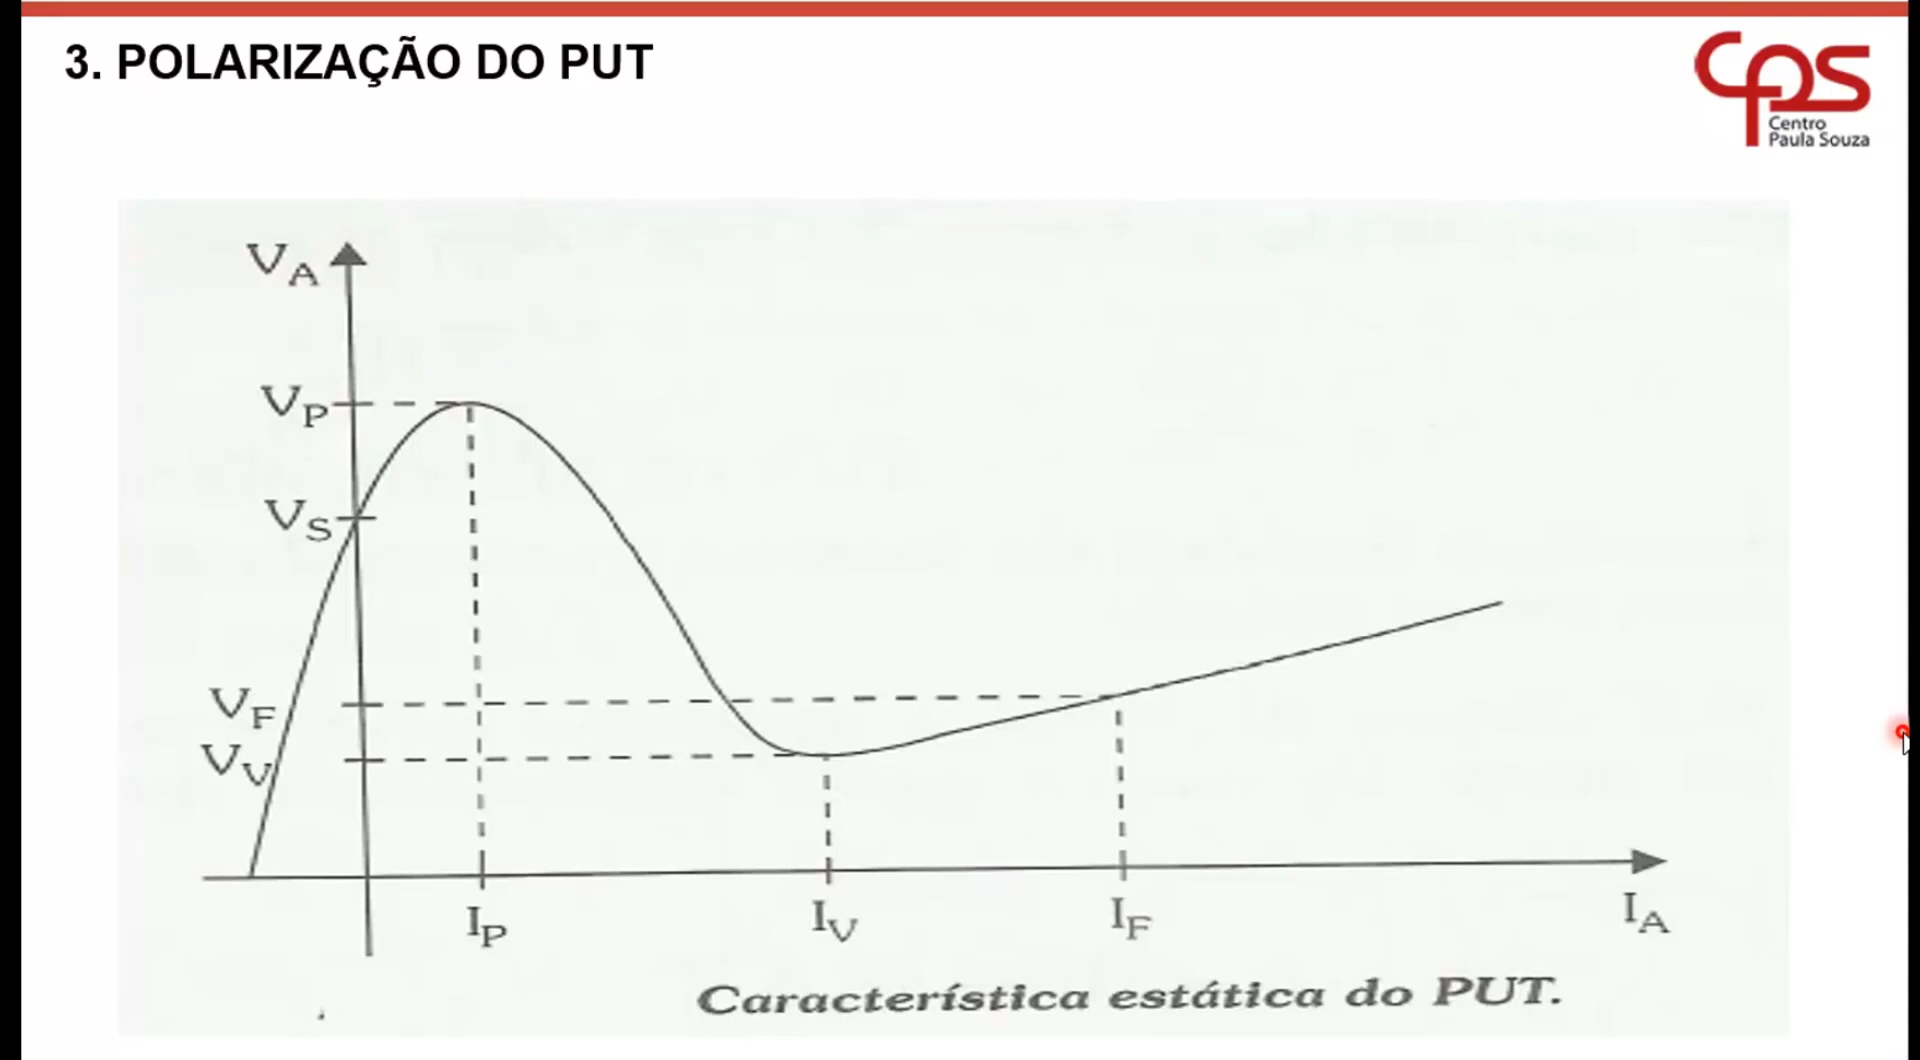 3. POLARIZAÇÃO DO PUT
cps
Centro
Paula Souza
VA
VP
VS
VF
VV
IP
IV
IF
IA
Característica estática do PUT.